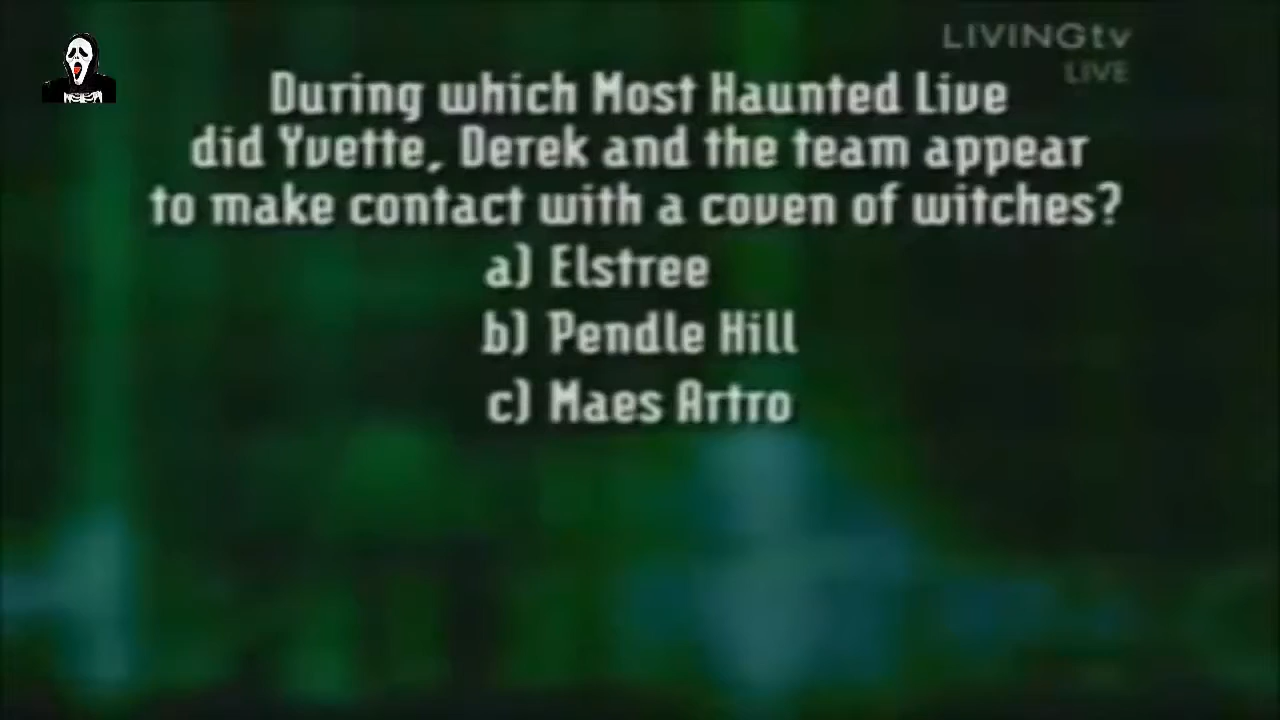 LIVINGtv
LIVE
During which Most Haunted Live
did Yvette, Derek and the team appear
to make contact with a coven of witches?
a) Elstree
b) Pendle Hill
c) Maes Artro